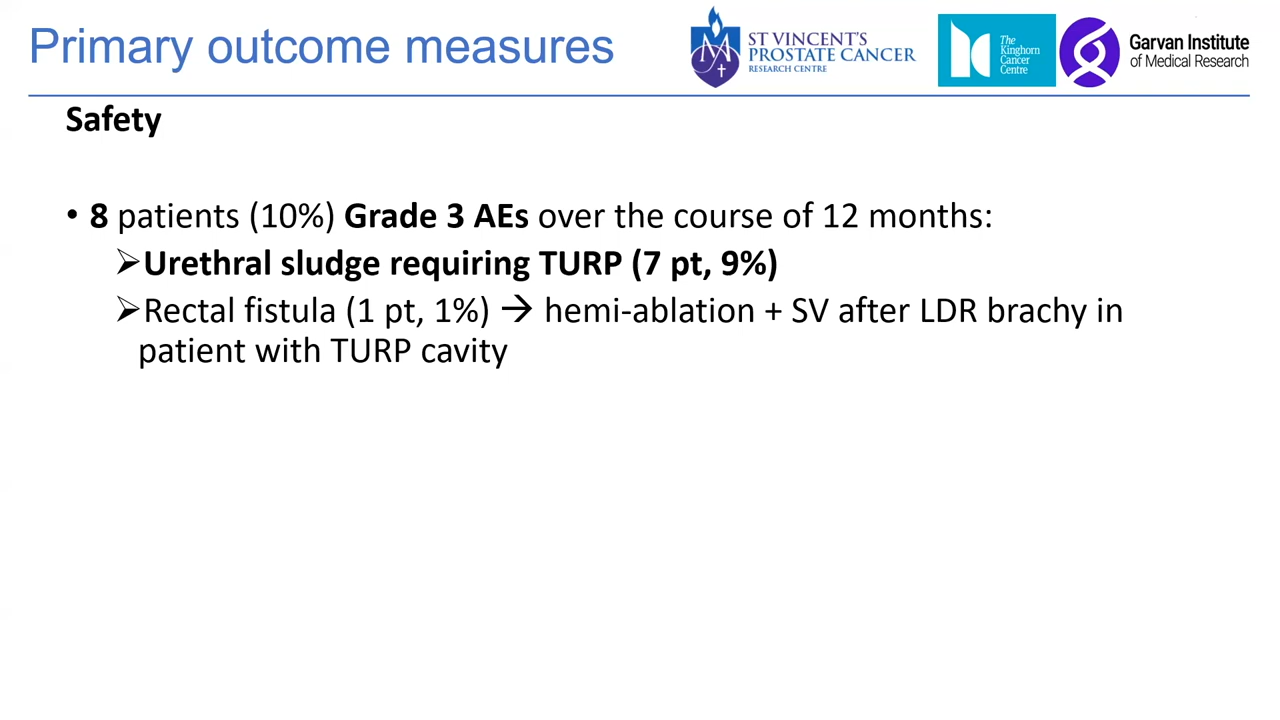 Primary outcome measures
ST VINCENT'S
PROSTATE CANCER
RESEARCH CENTRE
The
Kinghorn
Cancer
Centre
Garvan Institute
of Medical Research
Safety
• 8 patients (10%) Grade 3 AEs over the course of 12 months:
➢Urethral sludge requiring TURP (7 pt, 9%)
➢Rectal fistula (1 pt, 1%) → hemi-ablation + SV after LDR brachy in
patient with TURP cavity